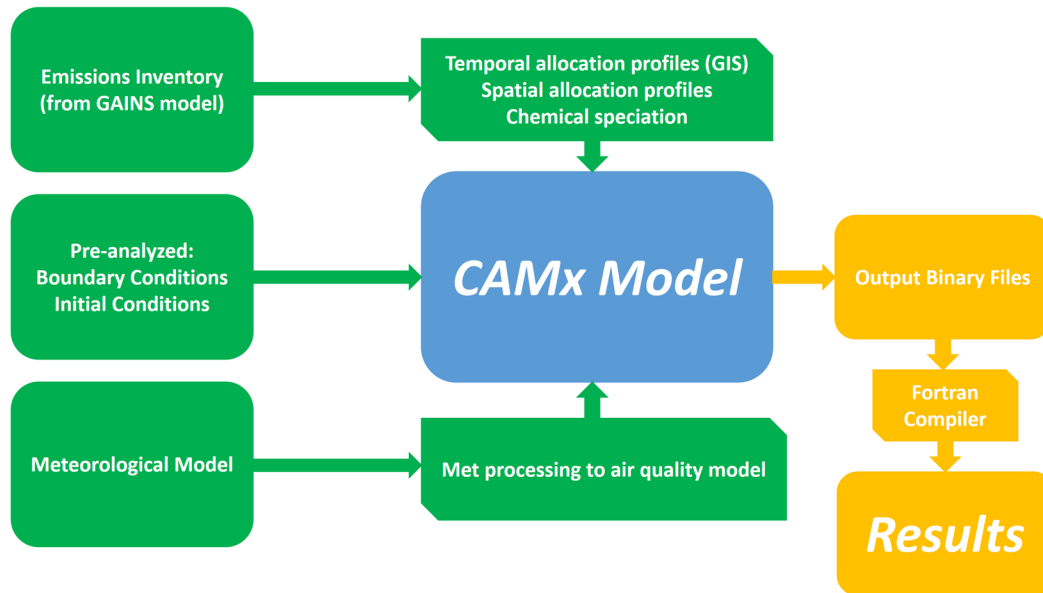 Emissions Inventory
(from GAINS model)
Temporal allocation profiles (GIS)
Spatial allocation profiles
Chemical speciation
Pre-analyzed:
Boundary Conditions
Initial Conditions
CAMx Model
Output Binary Files
Fortran
Compiler
Meteorological Model
Met processing to air quality model
Results